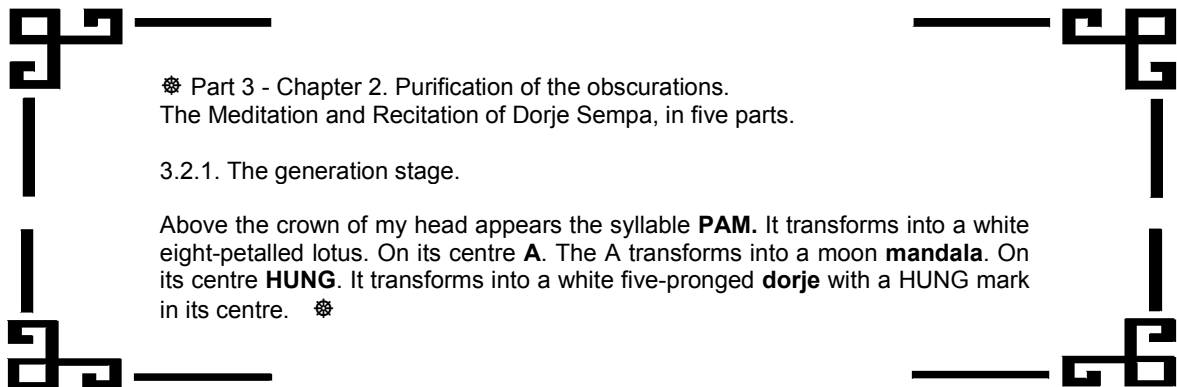 ☸ Part 3 - Chapter 2. Purification of the obscurations.
The Meditation and Recitation of Dorje Sempa, in five parts.
3.2.1. The generation stage.
Above the crown of my head appears the syllable PAM. It transforms into a white
eight-petalled lotus. On its centre A. The A transforms into a moon mandala. On
its centre HUNG. It transforms into a white five-pronged dorje with a HUNG mark
in its centre. ☸